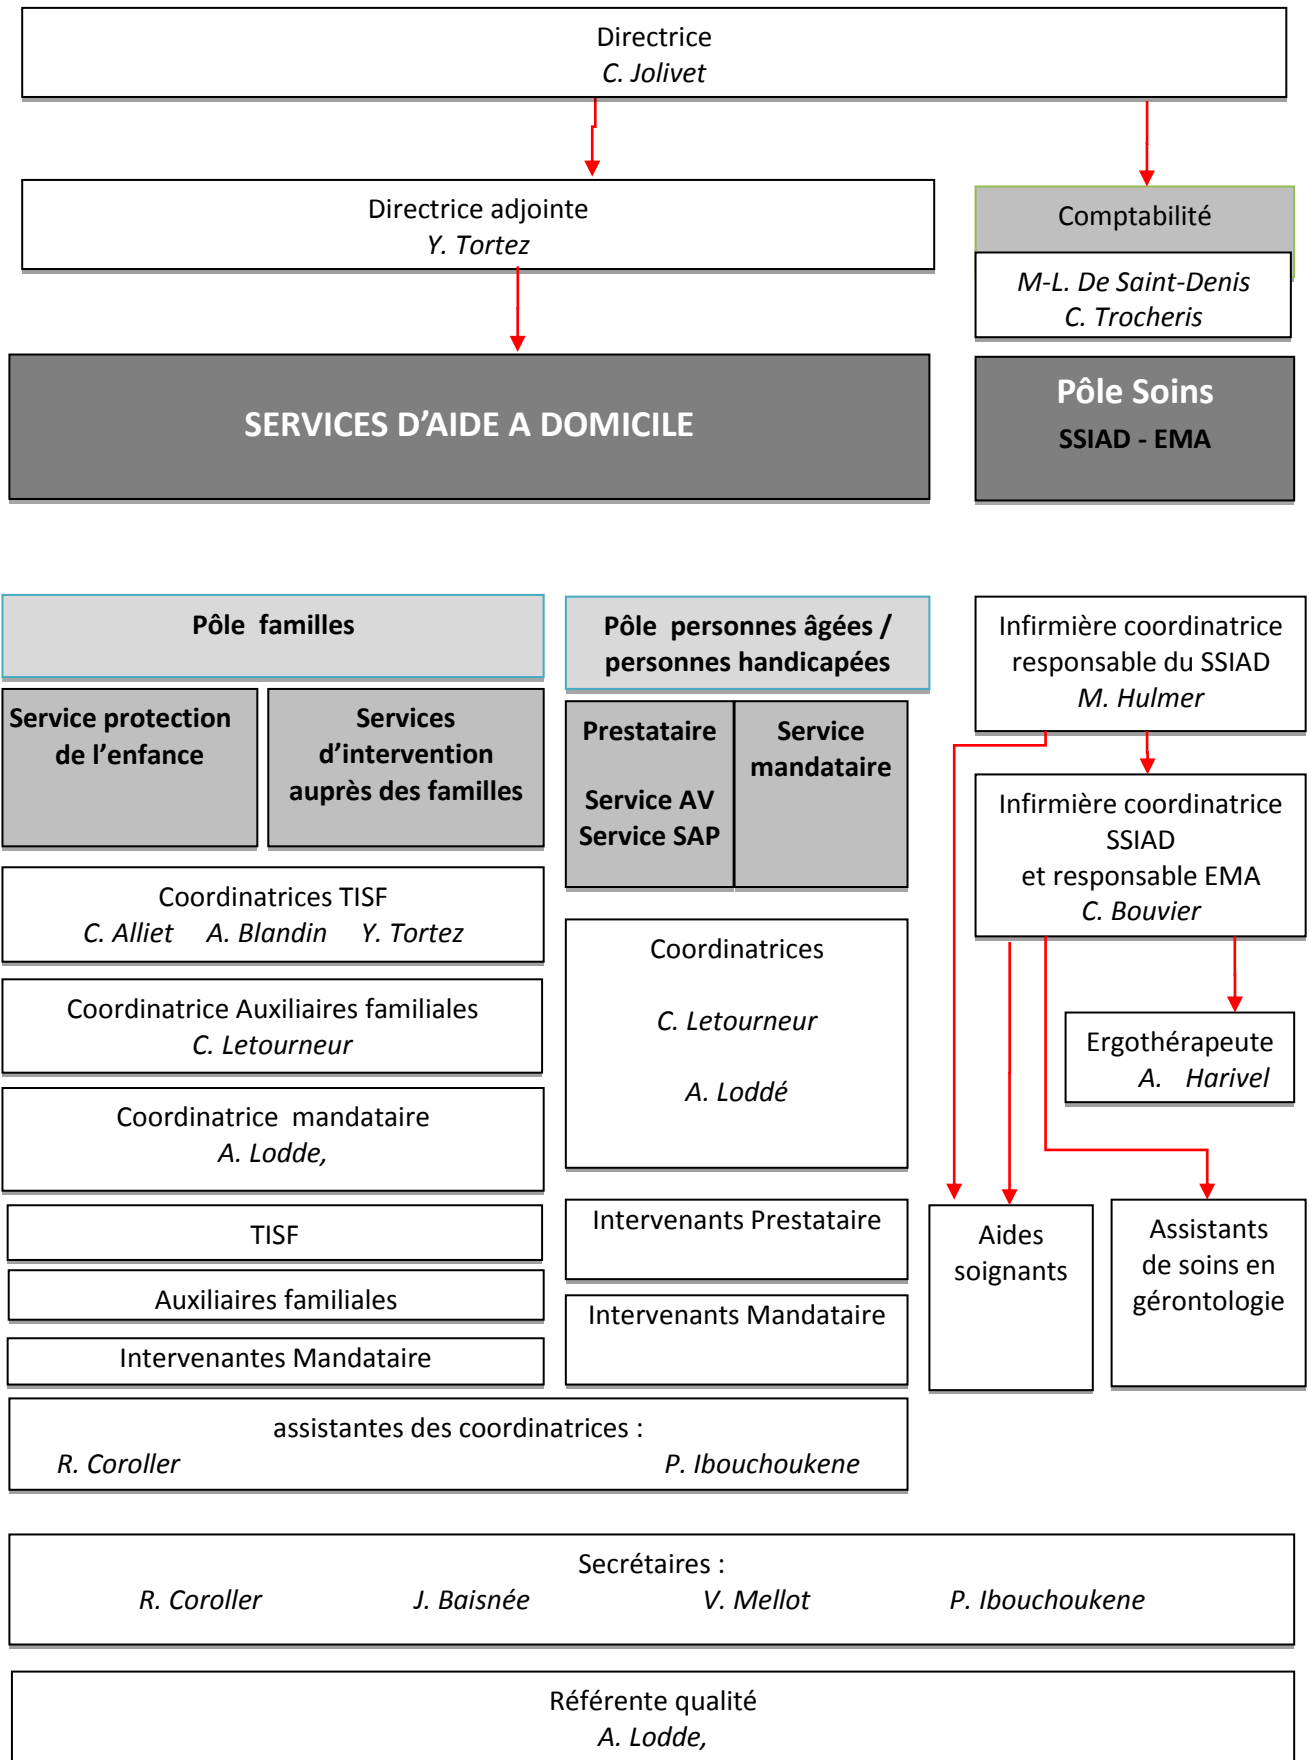 Directrice
C. Jolivet
Directrice adjointe
Y. Tortez
Comptabilité
M-L. De Saint-Denis
C. Trocheris
SERVICES D'AIDE A DOMICILE
Pôle Soins
SSIAD - EMA
Pôle familles
Service protection
de l'enfance
Services
d'intervention
auprès des familles
Coordinatrices TISF
C. Alliet A. Blandin Y. Tortez
Coordinatrice Auxiliaires familiales
C. Letourneur
Coordinatrice mandataire
A. Lodde,
TISF
Auxiliaires familiales
Intervenantes Mandataire
Pôle personnes âgées /
personnes handicapées
Prestataire
Service AV
Service SAP
Service
mandataire
Coordinatrices
C. Letourneur
A. Loddé
Intervenants Prestataire
Intervenants Mandataire
assistantes des coordinatrices :
R. Coroller P. Ibouchoukene
Infirmière coordinatrice
responsable du SSIAD
M. Hulmer
Infirmière coordinatrice
SSIAD
et responsable EMA
C. Bouvier
Ergothérapeute
A. Harivel
Aides
soignants
Assistants
de soins en
gérontologie
Secrétaires :
R. Coroller J. Baisnée V. Mellot P. Ibouchoukene
Référente qualité
A. Lodde,